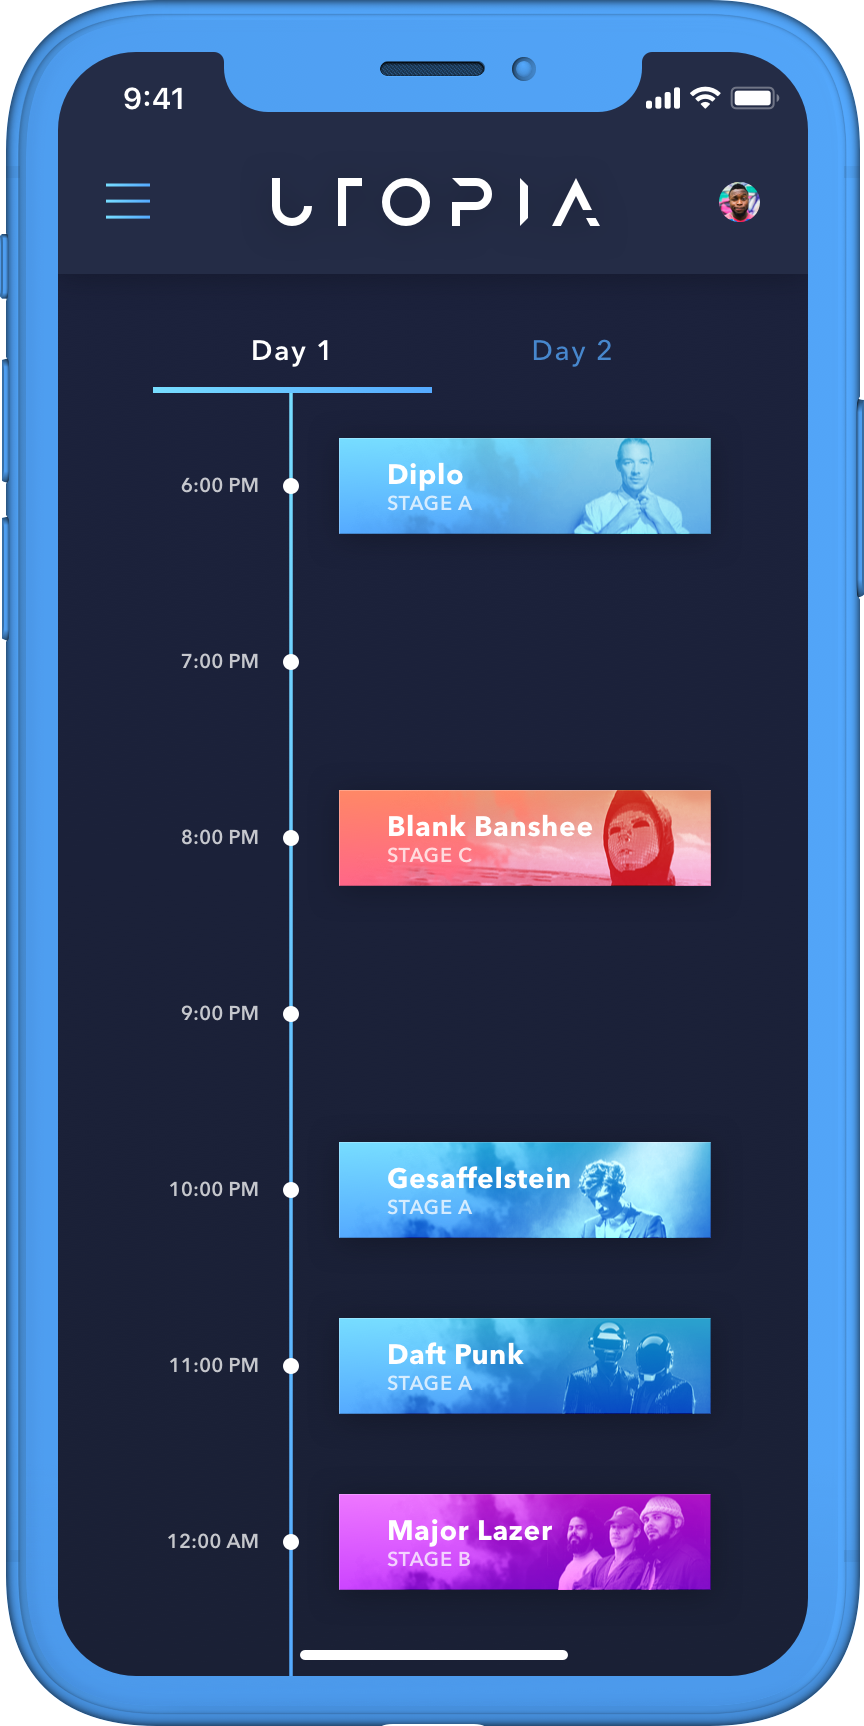 9:41
UTOPIA
Day 1 Day 2
6:00 PM
Diplo
STAGE A
7:00 PM
8:00 PM
Blank Banshee
STAGE C
9:00 PM
10:00 PM
Gesaffelstein
STAGE A
11:00 PM
Daft Punk
STAGE A
12:00 AM
Major Lazer
STAGE B